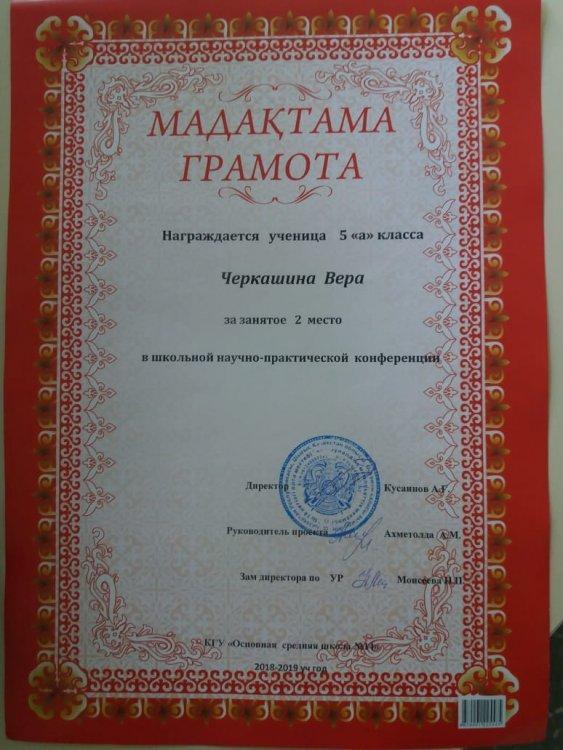 МАДАҚТАМА
ГРАМОТА
Награждается ученица 5 «а» класса
Черкашина Вера
за занятое 2 место
в школьной научно-практической конференции
Директор Кусаинов А.Г.
Руководитель проекта Ахметолда А.М.
Зам директора по УР Моисеева Н.П
КГУ «Основная средняя школа №14»
2018-2019 уч год